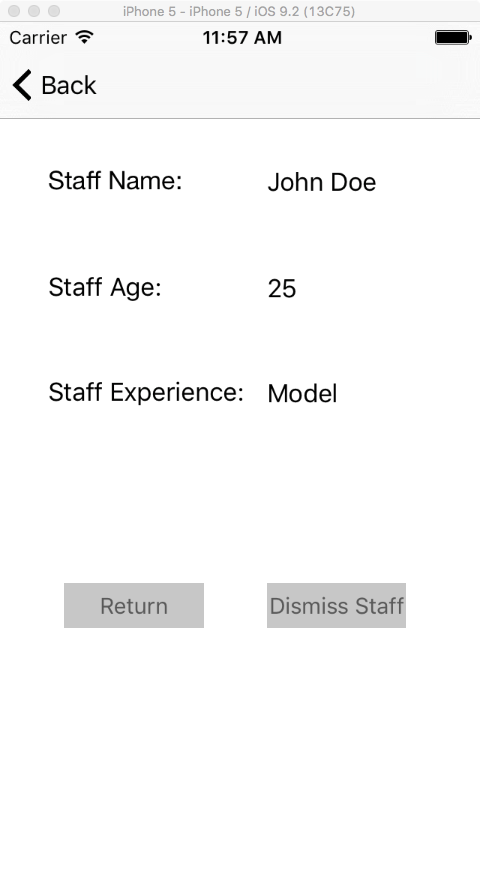 iPhone 5 - iPhone 5 / iOS 9.2 (13C75)
Carrier 11:57 AM
Back
Staff Name: John Doe
Staff Age: 25
Staff Experience: Model
Return Dismiss Staff